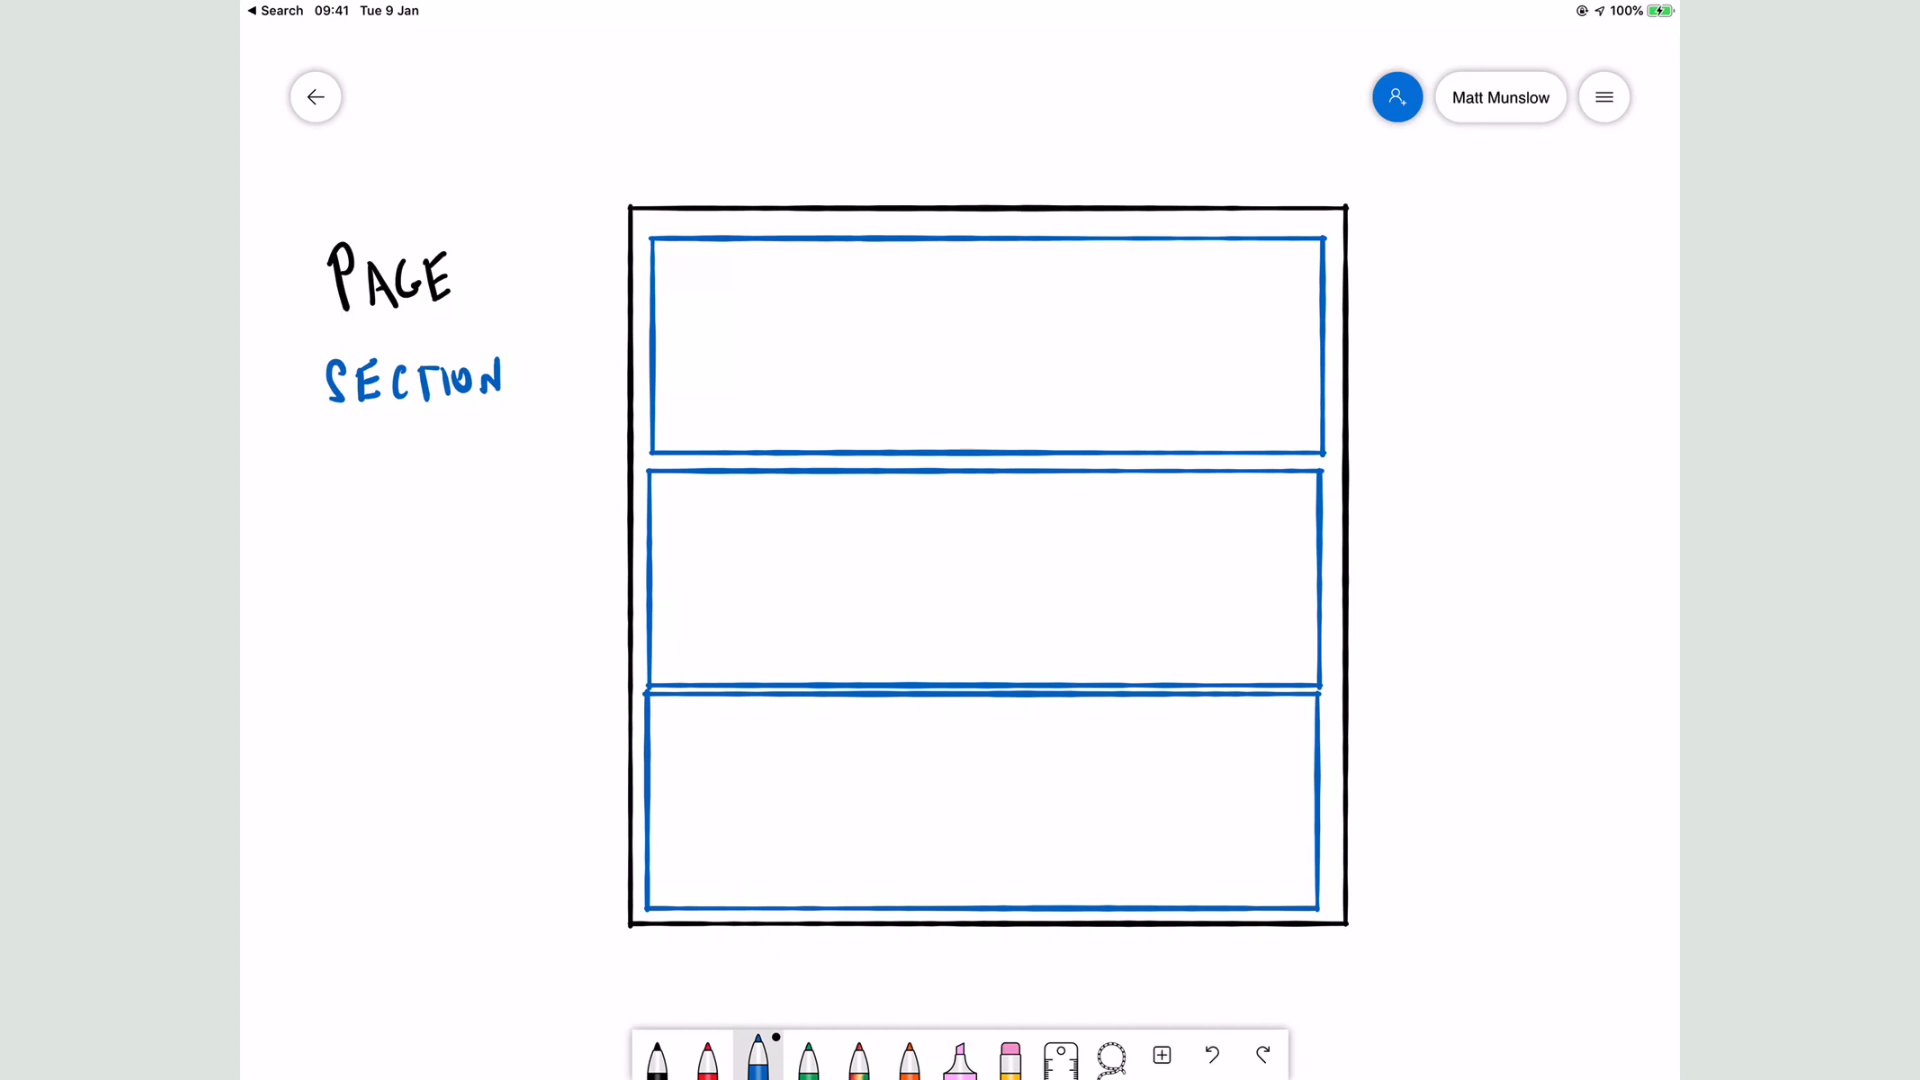 Search 09:41 Tue 9 Jan
100%
Matt Munslow
PAGE
SECTION